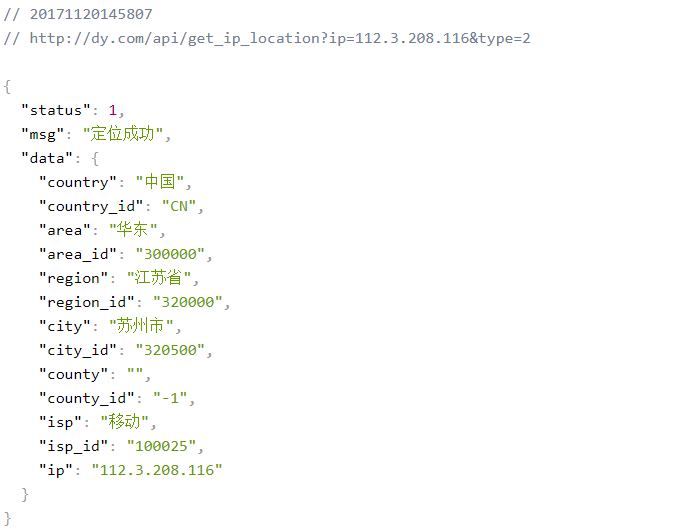 // 20171120145807
// http://dy.com/api/get_ip_location?ip=112.3.208.116&type=2
{
"status": 1,
"msg": "定位成功",
"data": {
"country": "中国",
"country_id": "CN",
"area": "华东",
"area_id": "300000",
"region": "江苏省",
"region_id": "320000",
"city": "苏州市",
"city_id": "320500",
"county": "",
"county_id": "-1",
"isp": "移动",
"isp_id": "100025",
"ip": "112.3.208.116"
}
}